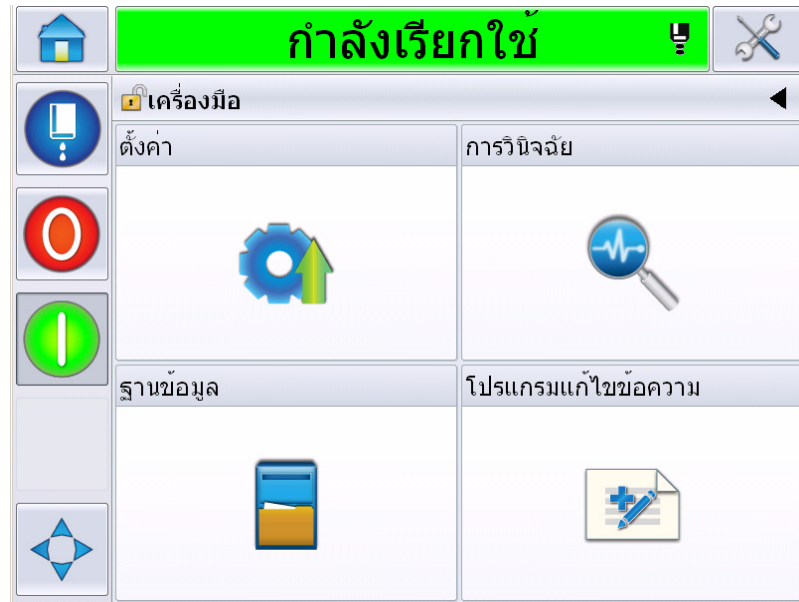 กำลังเรียกใช้
เครื่องมือ
ตั้งค่า
การวินิจฉัย
ฐานข้อมูล
โปรแกรมแก้ไขข้อความ